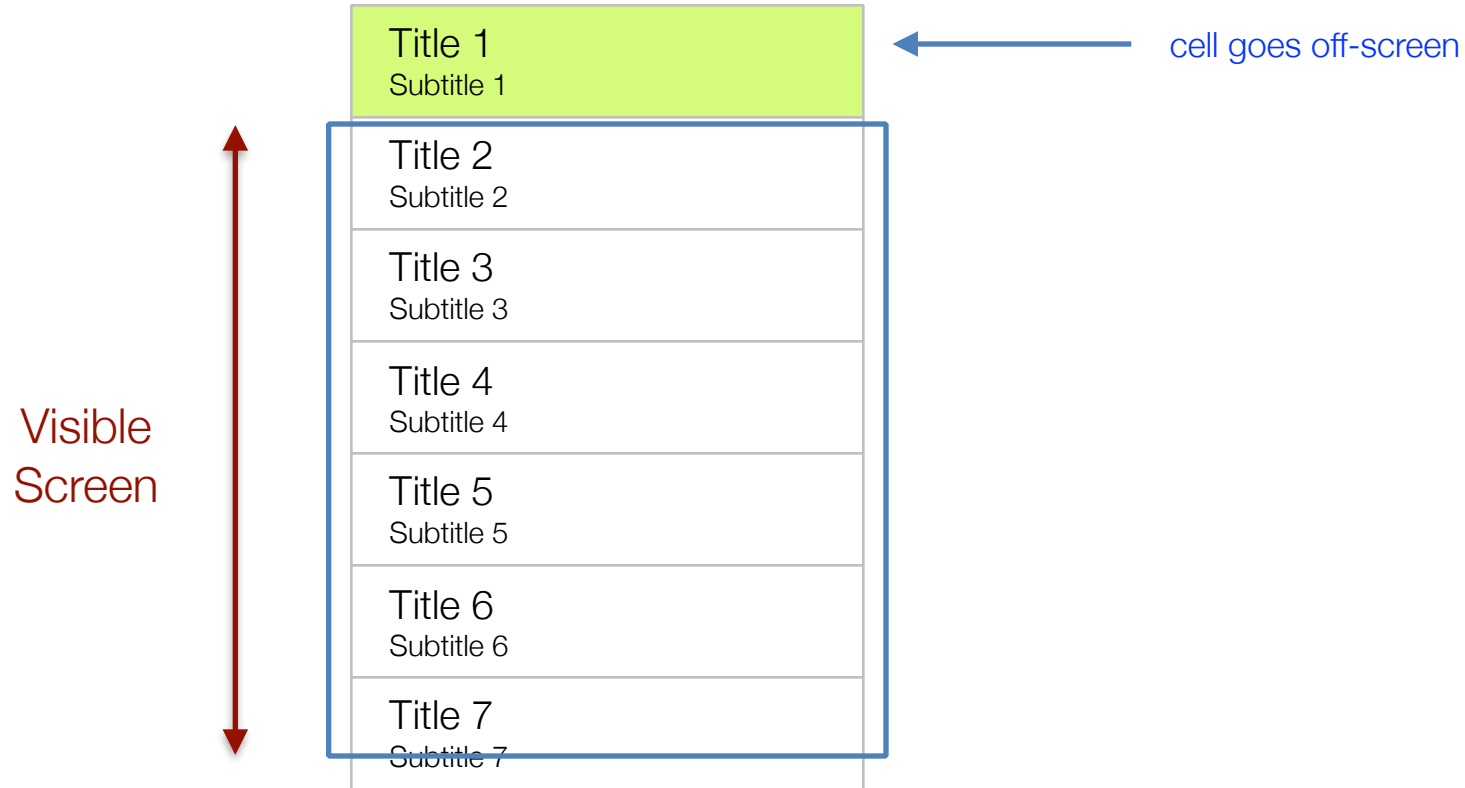 Title 1
Subtitle 1
cell goes off-screen
Title 2
Subtitle 2
Title 3
Subtitle 3
Title 4
Subtitle 4
Visible
Screen
Title 5
Subtitle 5
Title 6
Subtitle 6
Title 7
Subtitle 7